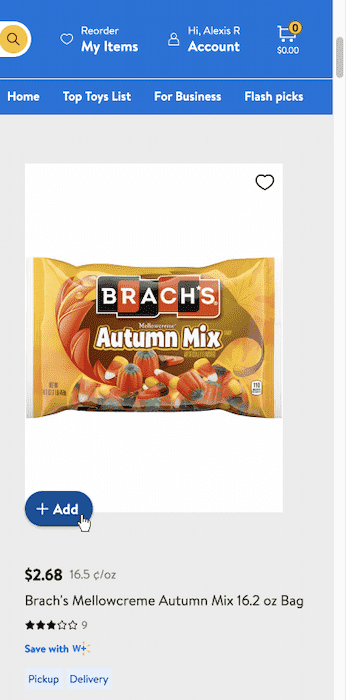 Reorder
My Items
Hi, Alexis R
Account
0
$0.00
Home
Top Toys List
For Business
Flash picks
BRACH'S
Mellowcreme
Autumn Mix
+ Add
$2.68
16.5 ¢/oz
Brach's Mellowcreme Autumn Mix 16.2 oz Bag
9
Save with W+
Pickup
Delivery